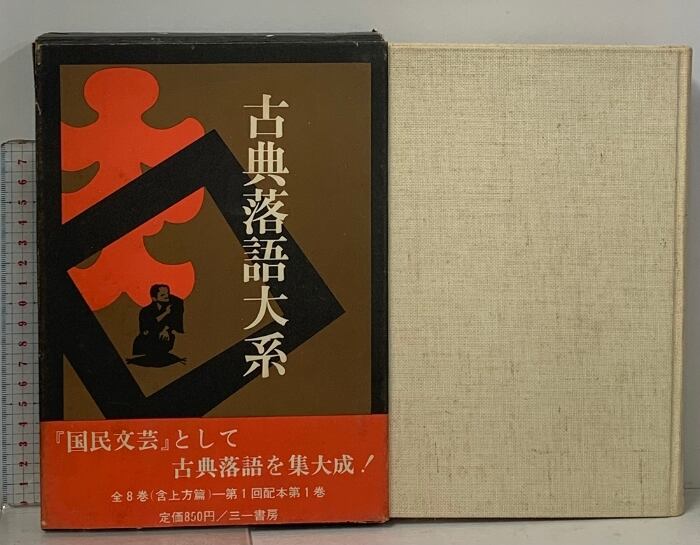 古典落語大系
『国民文芸』として
古典落語を集大成!
全8巻(含上方篇)—第1回配本第1巻
定価850円/三一書房